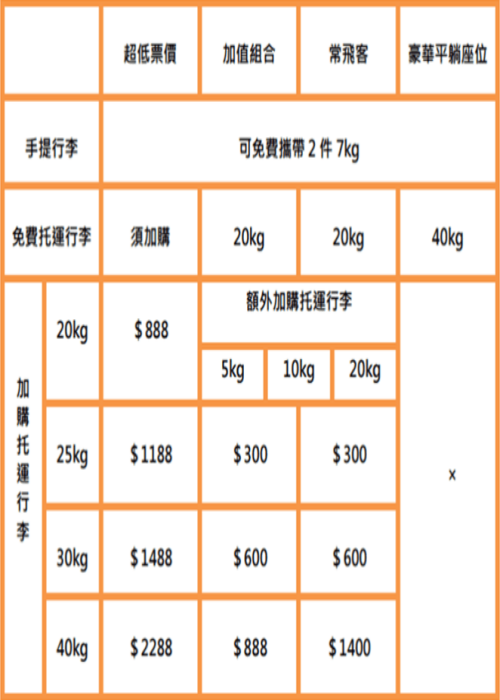 超低票價 加值組合 常飛客 豪華平躺座位
手提行李 可免費攜帶 2 件 7kg
免費托運行李 須加購 20kg 20kg 40kg
加購托運行李
20kg $888 額外加購托運行李
5kg 10kg 20kg
25kg $1188 $300 $300 x
30kg $1488 $600 $600
40kg $2288 $888 $1400